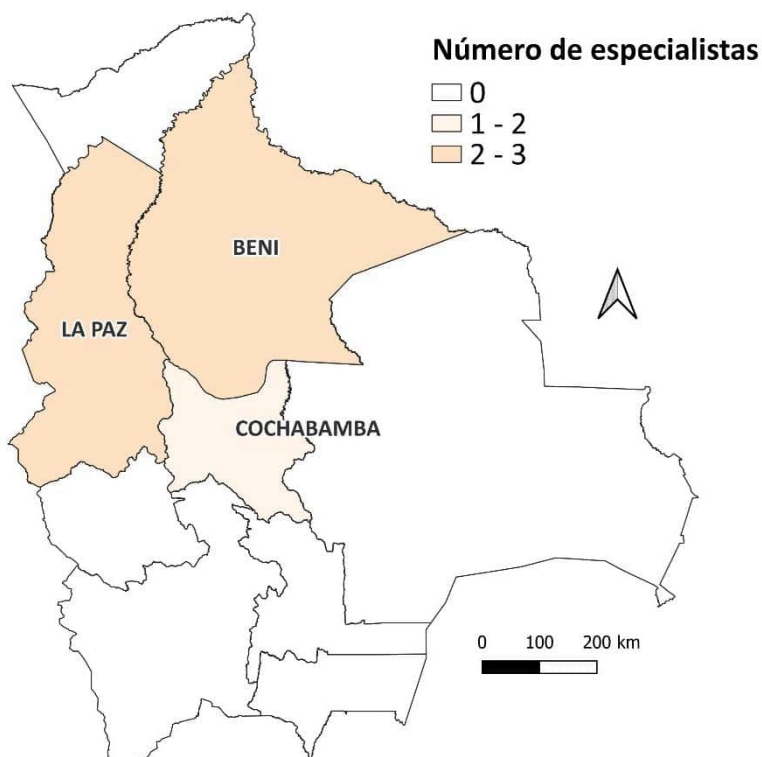 Número de especialistas
0
1 - 2
2 - 3
BENI
LA PAZ
COCHABAMBA
0 100 200 km